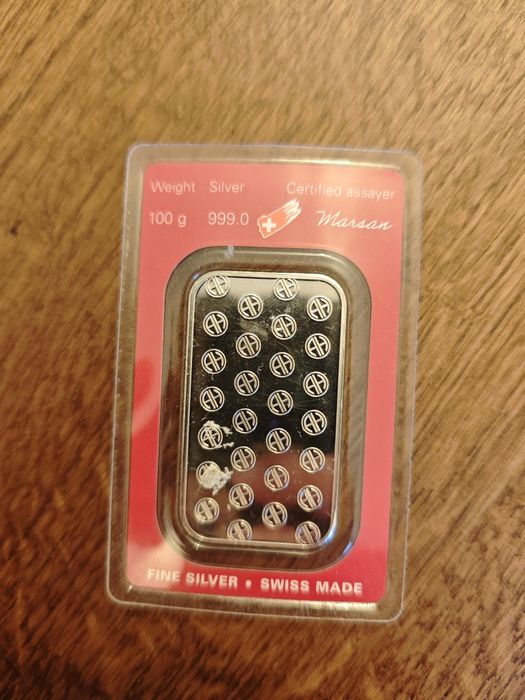 Weight Silver Certified assayer
100 g 999.0 Marsan
FINE SILVER • SWISS MADE